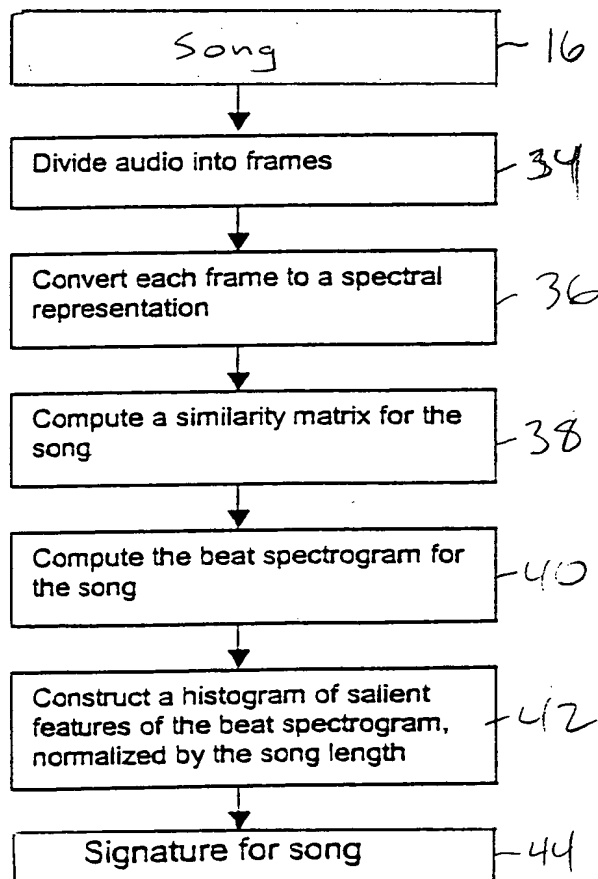 Song 16
Divide audio into frames 34
Convert each frame to a spectral 36
representation
Compute a similarity matrix for the
song 38
Compute the beat spectrogram for
the song 40
Construct a histogram of salient
features of the beat spectrogram, 42
normalized by the song length
Signature for song 44